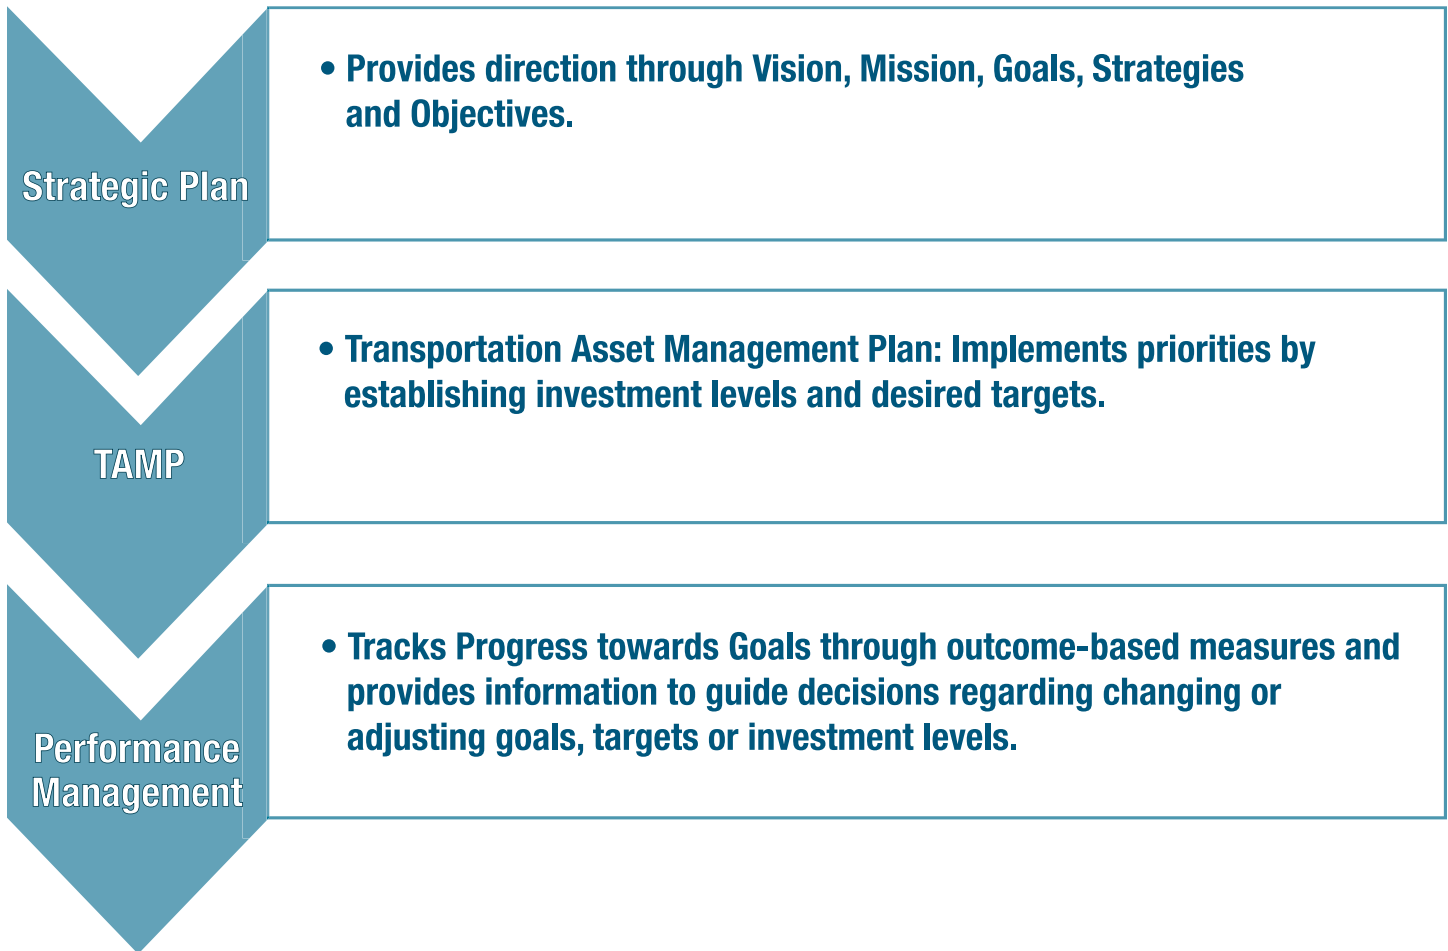 Strategic Plan
• Provides direction through Vision, Mission, Goals, Strategies
and Objectives.
TAMP
• Transportation Asset Management Plan: Implements priorities by
establishing investment levels and desired targets.
Performance
Management
• Tracks Progress towards Goals through outcome-based measures and
provides information to guide decisions regarding changing or
adjusting goals, targets or investment levels.